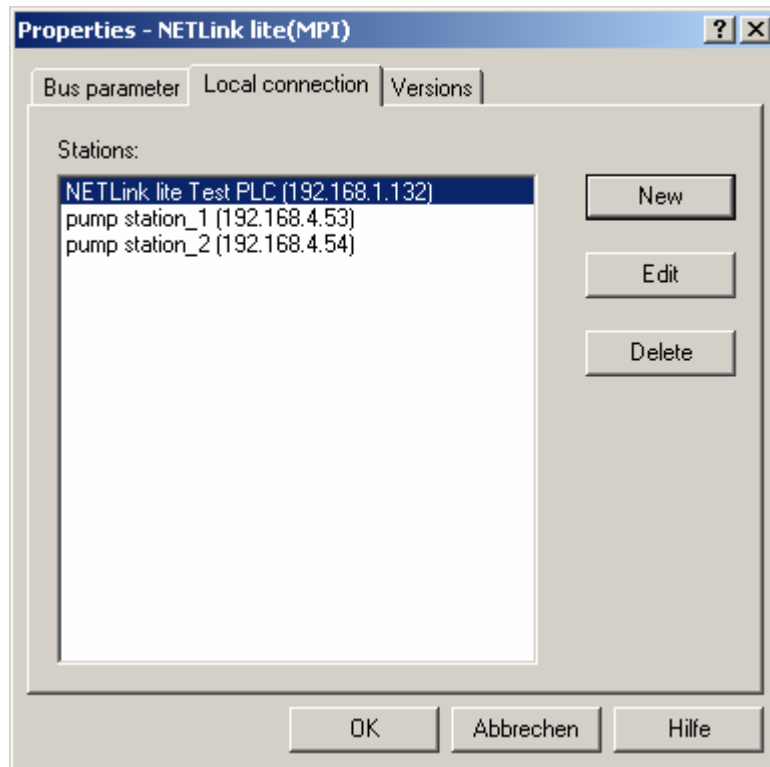 Properties - NETLink lite(MPI)
Bus parameter Local connection Versions
Stations:
NETLink lite Test PLC (192.168.1.132)
pump station_1 (192.168.4.53)
pump station_2 (192.168.4.54)
New
Edit
Delete
OK Abbrechen Hilfe